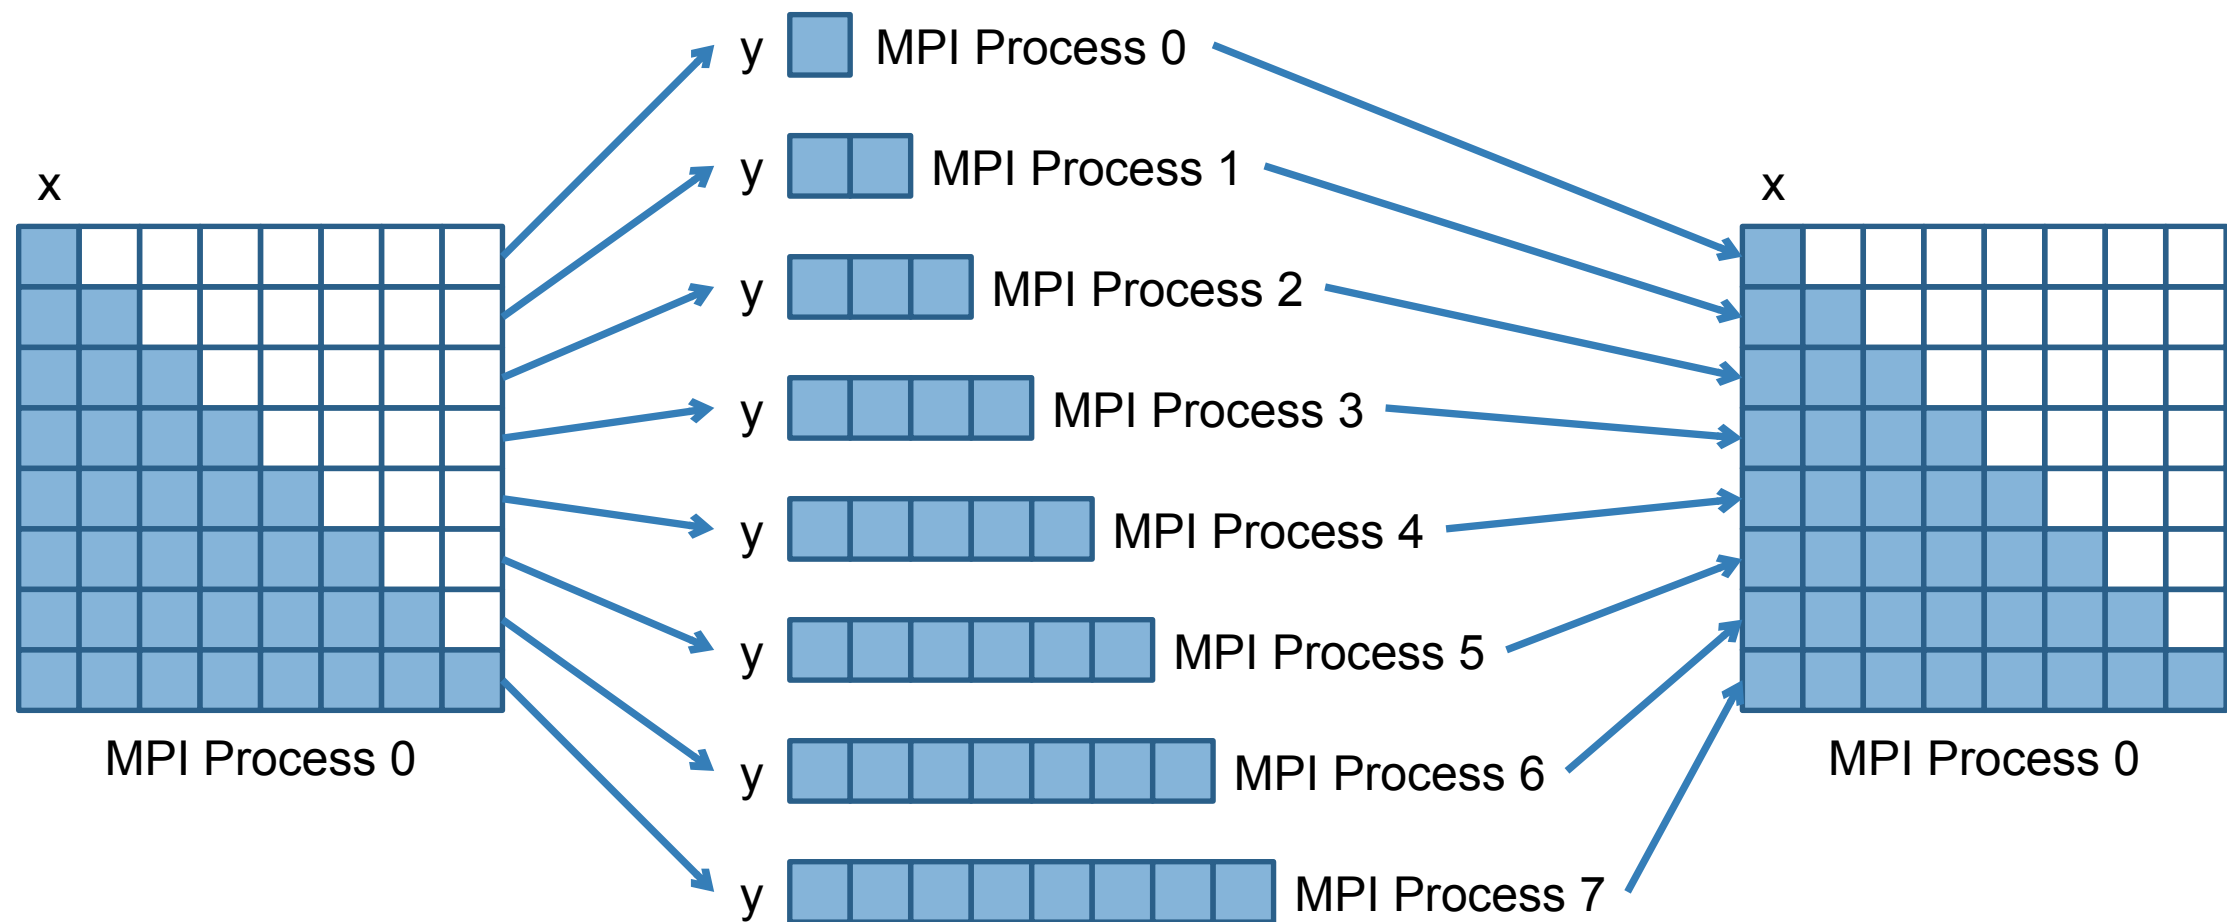 x
MPI Process 0
y MPI Process 0
y MPI Process 1
y MPI Process 2
y MPI Process 3
y MPI Process 4
y MPI Process 5
y MPI Process 6
y MPI Process 7
x
MPI Process 0